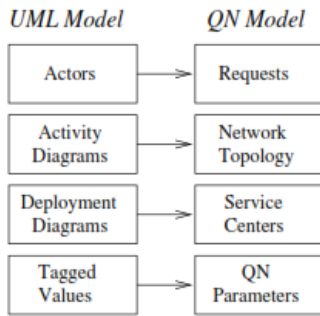 UML Model QN Model
Actors Requests
Activity Network
Diagrams Topology
Deployment Service
Diagrams Centers
Tagged QN
Values Parameters